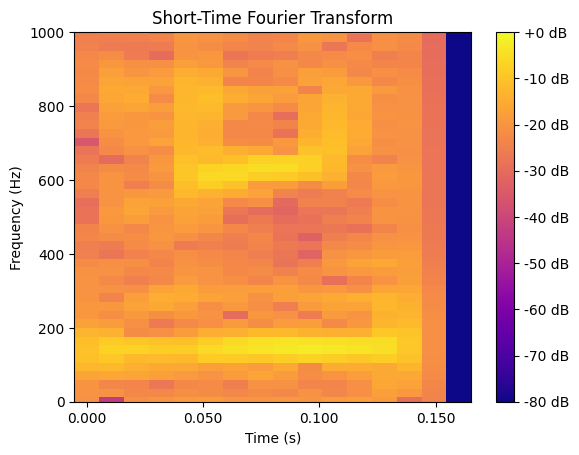 Short-Time Fourier Transform
1000
800
600
400
200
0
Frequency (Hz)
0.000
0.050
0.100
0.150
Time (s)
+0 dB
-10 dB
-20 dB
-30 dB
-40 dB
-50 dB
-60 dB
-70 dB
-80 dB